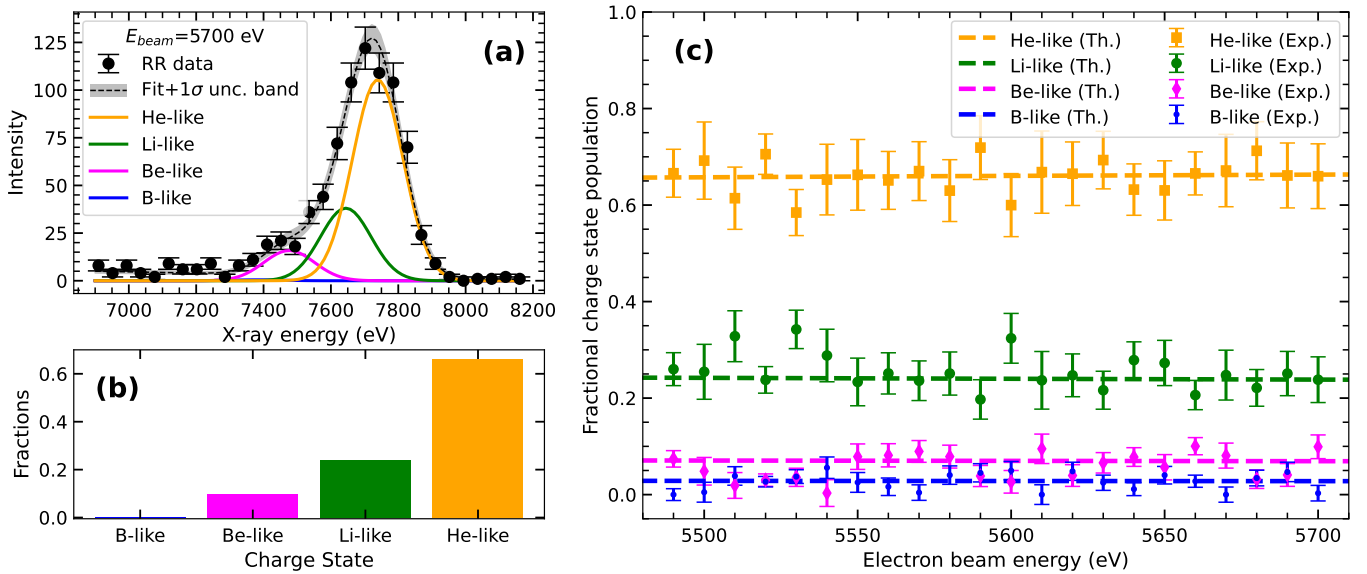 E_beam=5700 eV
RR data
Fit+1σ unc. band
He-like
Li-like
Be-like
B-like
(a)
Intensity
0
25
50
75
100
125
7000 7200 7400 7600 7800 8000 8200
X-ray energy (eV)
(b)
Fractions
0.0
0.2
0.4
0.6
B-like Be-like Li-like He-like
Charge State
(c)
He-like (Th.) He-like (Exp.)
Li-like (Th.) Li-like (Exp.)
Be-like (Th.) Be-like (Exp.)
B-like (Th.) B-like (Exp.)
Fractional charge state population
1.0
0.8
0.6
0.4
0.2
0.0
5500 5550 5600 5650 5700
Electron beam energy (eV)